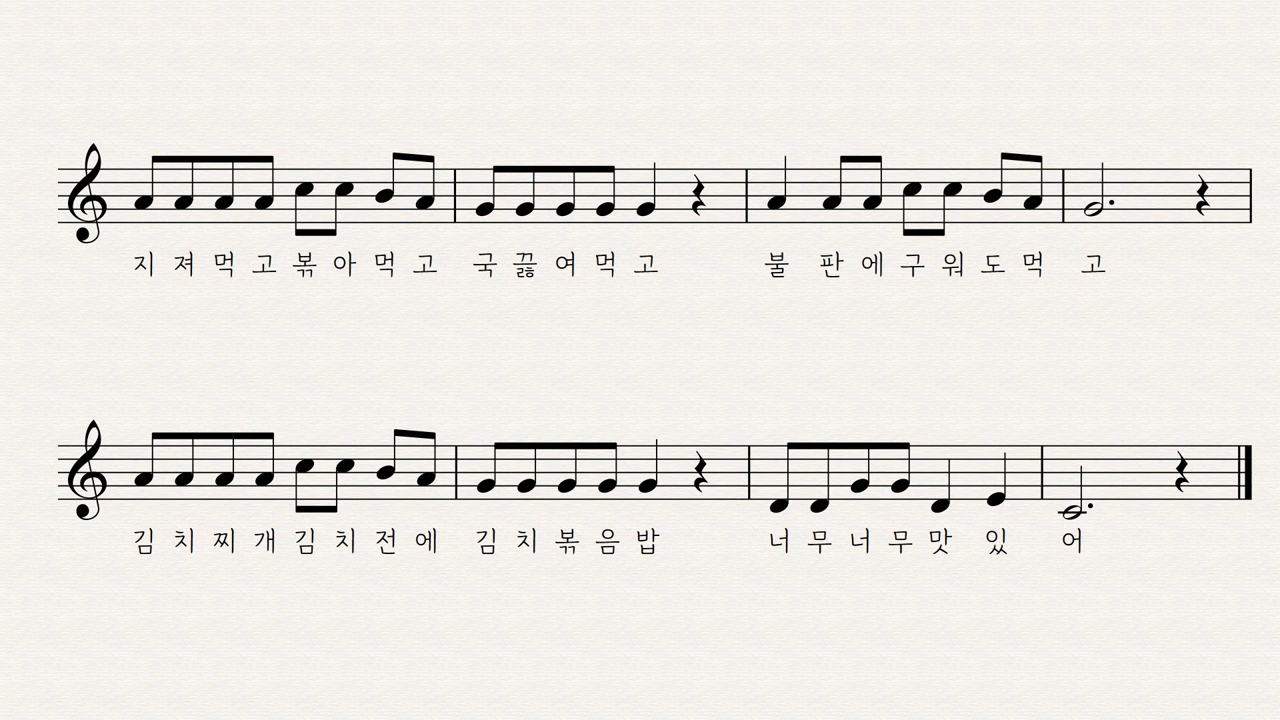 지 져 먹 고 볶 아 먹 고 국 끓 여 먹 고 불 판 에 구 워 도 먹 고
김 치 찌 개 김 치 전 에 김 치 볶 음 밥 너 무 너 무 맛 있 어